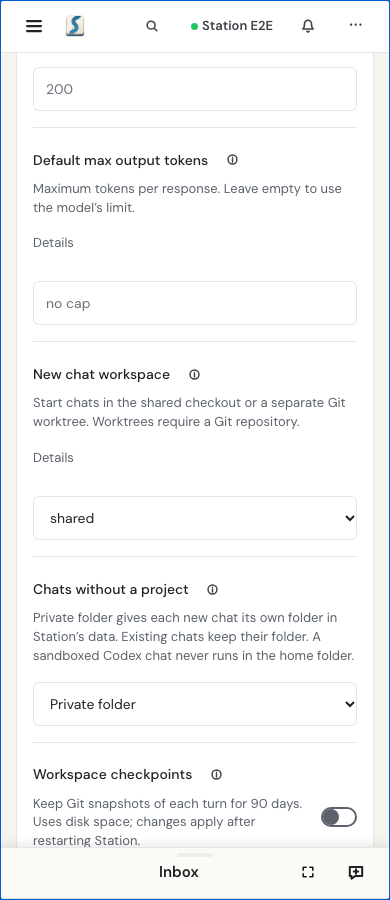 Station E2E
200
Default max output tokens
Maximum tokens per response. Leave empty to use
the model’s limit.
Details
no cap
New chat workspace
Start chats in the shared checkout or a separate Git
worktree. Worktrees require a Git repository.
Details
shared
Chats without a project
Private folder gives each new chat its own folder in
Station’s data. Existing chats keep their folder. A
sandboxed Codex chat never runs in the home folder.
Private folder
Workspace checkpoints
Keep Git snapshots of each turn for 90 days.
Uses disk space; changes apply after
restarting Station.
Inbox